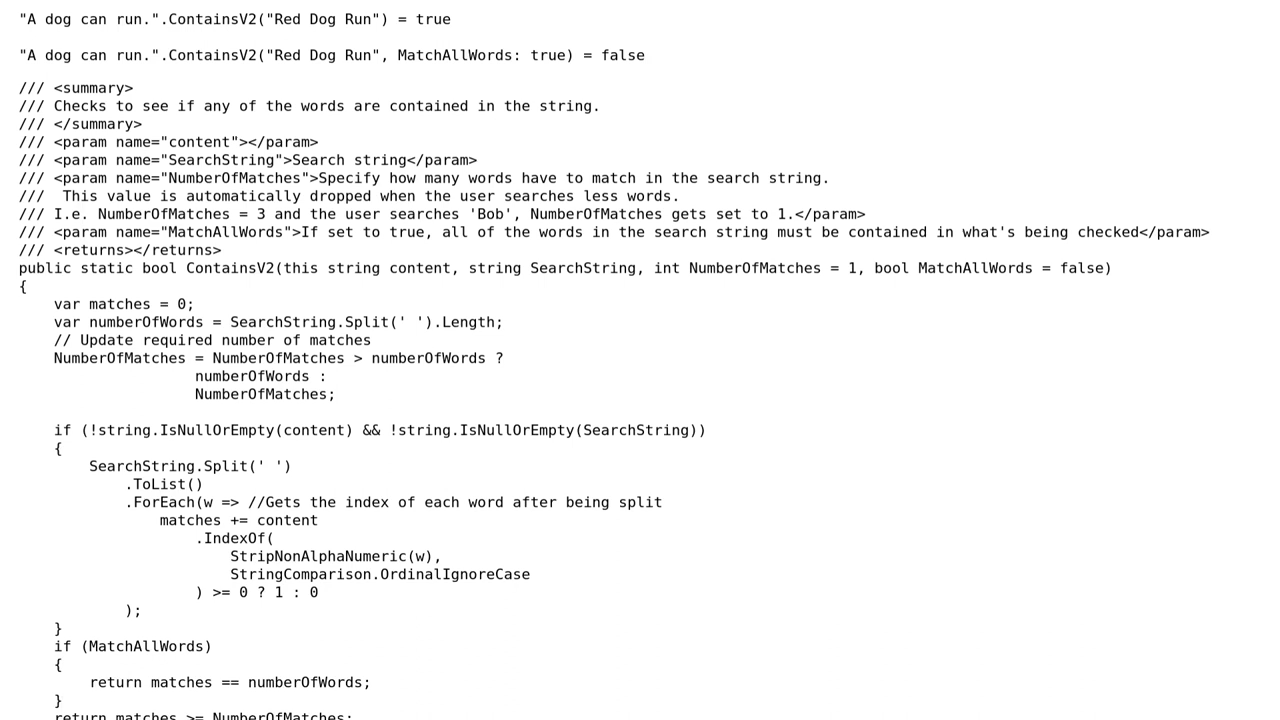 "A dog can run.".ContainsV2("Red Dog Run") = true
"A dog can run.".ContainsV2("Red Dog Run", MatchAllWords: true) = false
/// <summary>
/// Checks to see if any of the words are contained in the string.
/// </summary>
/// <param name="content"></param>
/// <param name="SearchString">Search string</param>
/// <param name="NumberOfMatches">Specify how many words have to match in the search string.
///  This value is automatically dropped when the user searches less words.
/// I.e. NumberOfMatches = 3 and the user searches 'Bob', NumberOfMatches gets set to 1.</param>
/// <param name="MatchAllWords">If set to true, all of the words in the search string must be contained in what's being checked</param>
/// <returns></returns>
public static bool ContainsV2(this string content, string SearchString, int NumberOfMatches = 1, bool MatchAllWords = false)
{
    var matches = 0;
    var numberOfWords = SearchString.Split(' ').Length;
    // Update required number of matches
    NumberOfMatches = NumberOfMatches > numberOfWords ?
                    numberOfWords :
                    NumberOfMatches;
    if (!string.IsNullOrEmpty(content) && !string.IsNullOrEmpty(SearchString))
    {
        SearchString.Split(' ')
            .ToList()
            .ForEach(w => //Gets the index of each word after being split
                matches += content
                    .IndexOf(
                        StripNonAlphaNumeric(w),
                        StringComparison.OrdinalIgnoreCase
                    ) >= 0 ? 1 : 0
            );
    }
    if (MatchAllWords)
    {
        return matches == numberOfWords;
    }
    return matches >= NumberOfMatches;